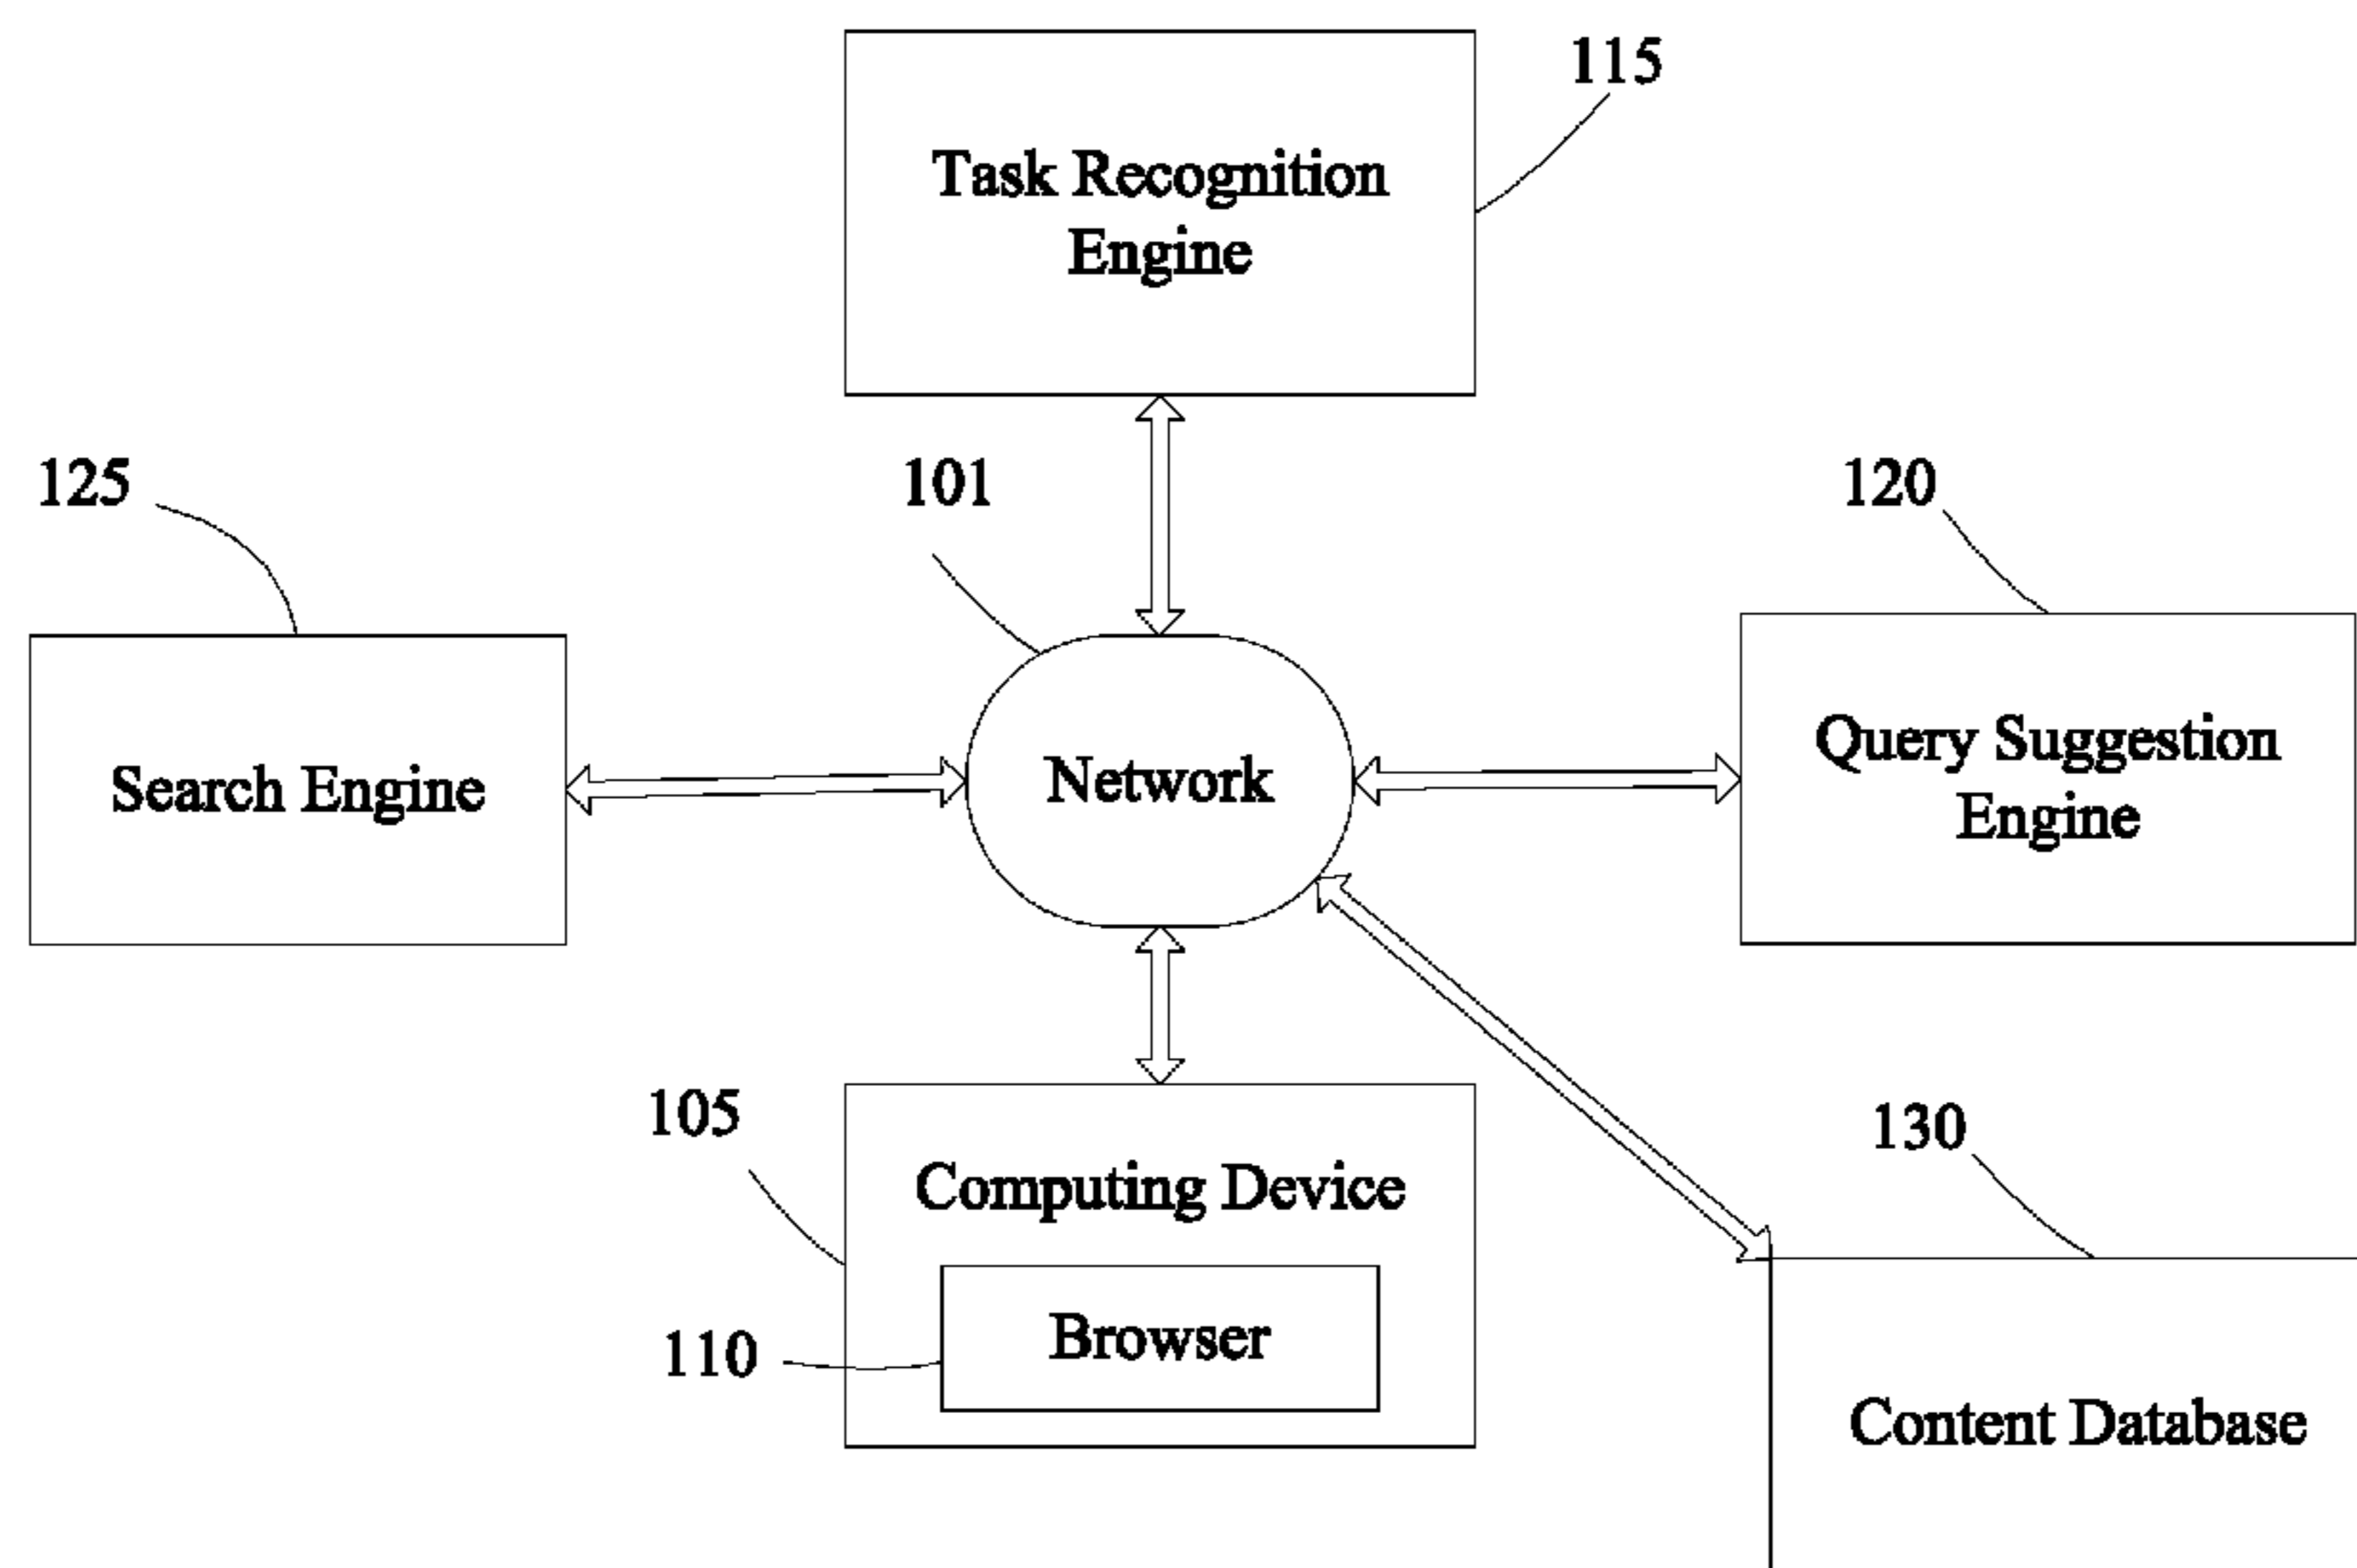 115
Task Recognition
Engine
125
101
120
Search Engine
Network
Query Suggestion
Engine
105
130
Computing Device
110
Browser
Content Database